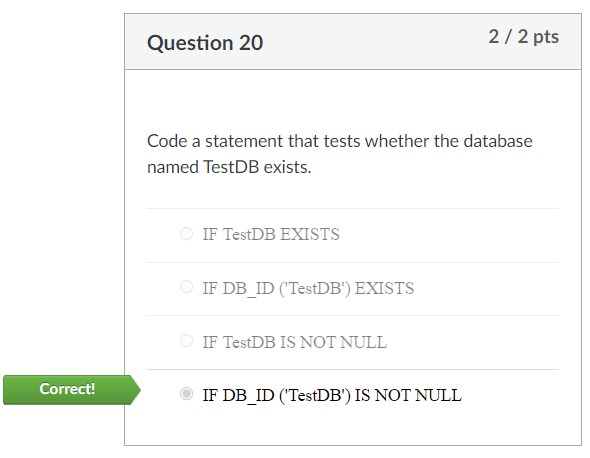 Question 20
2 / 2 pts
Code a statement that tests whether the database
named TestDB exists.
IF TestDB EXISTS
IF DB_ID ('TestDB') EXISTS
IF TestDB IS NOT NULL
Correct!
IF DB_ID ('TestDB') IS NOT NULL